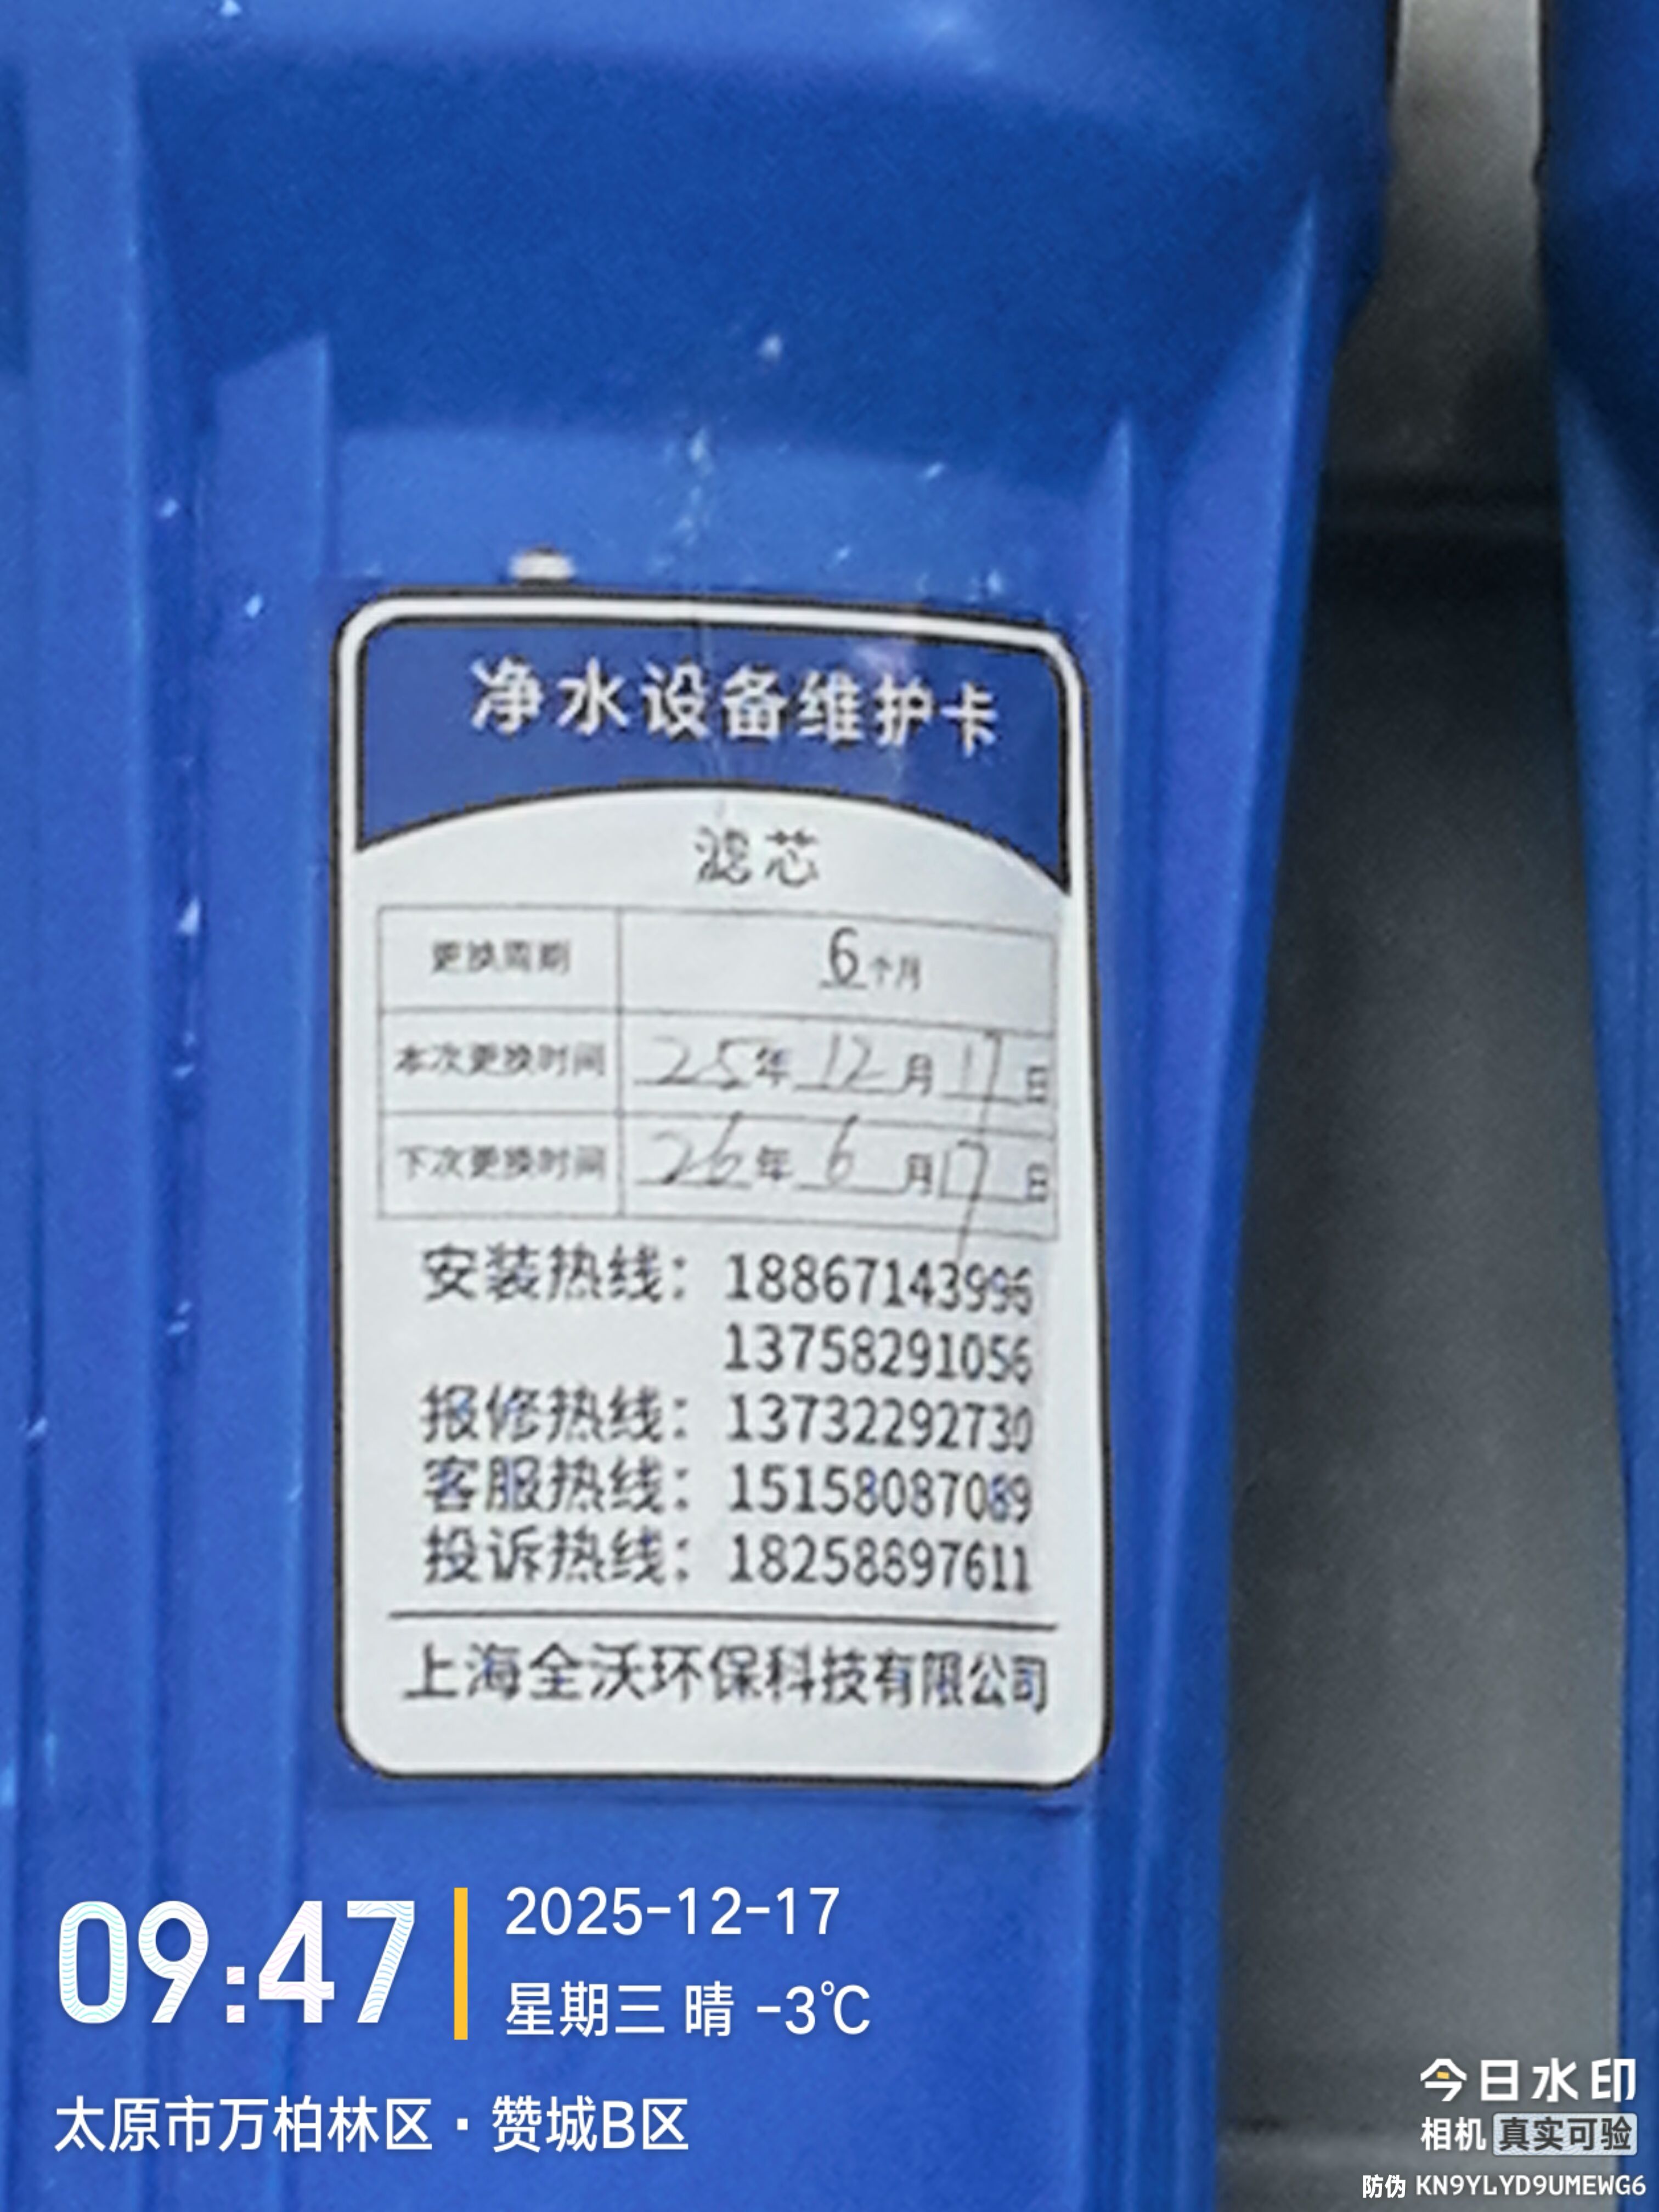 净水设备维护卡
滤芯
更换周期 6个月
本次更换时间 25年12月17日
下次更换时间 26年6月17日
安装热线：18867143996
13758291056
报修热线：13732292730
客服热线：15158087089
投诉热线：18258897611
上海全沃环保科技有限公司
09:47
2025-12-17
星期三 晴 -3℃
太原市万柏林区·赞城B区
今日水印
相机 真实可验
防伪 KN9YLYD9UMEWG6